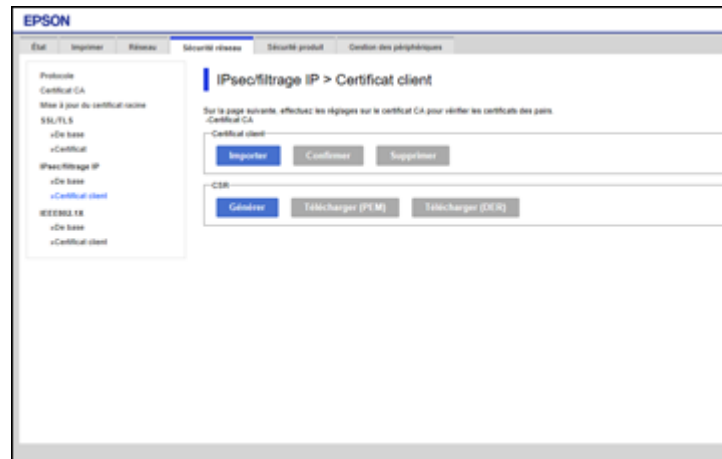 EPSON
État Imprimer Réseau Sécurité réseau Sécurité produit Gestion des périphériques
Protocole
Certificat CA
Mise à jour du certificat racine
SSL/TLS
»De base
»Certificat
IPsec/filtrage IP
»De base
»Certificat client
IEEE802.1X
»De base
»Certificat client
IPsec/filtrage IP > Certificat client
Sur la page suivante, effectuez les réglages sur le certificat CA pour vérifier les certificats des pairs.
-Certificat CA
Certificat client
Importer Confirmer Supprimer
CSR
Générer Télécharger (PEM) Télécharger (DER)